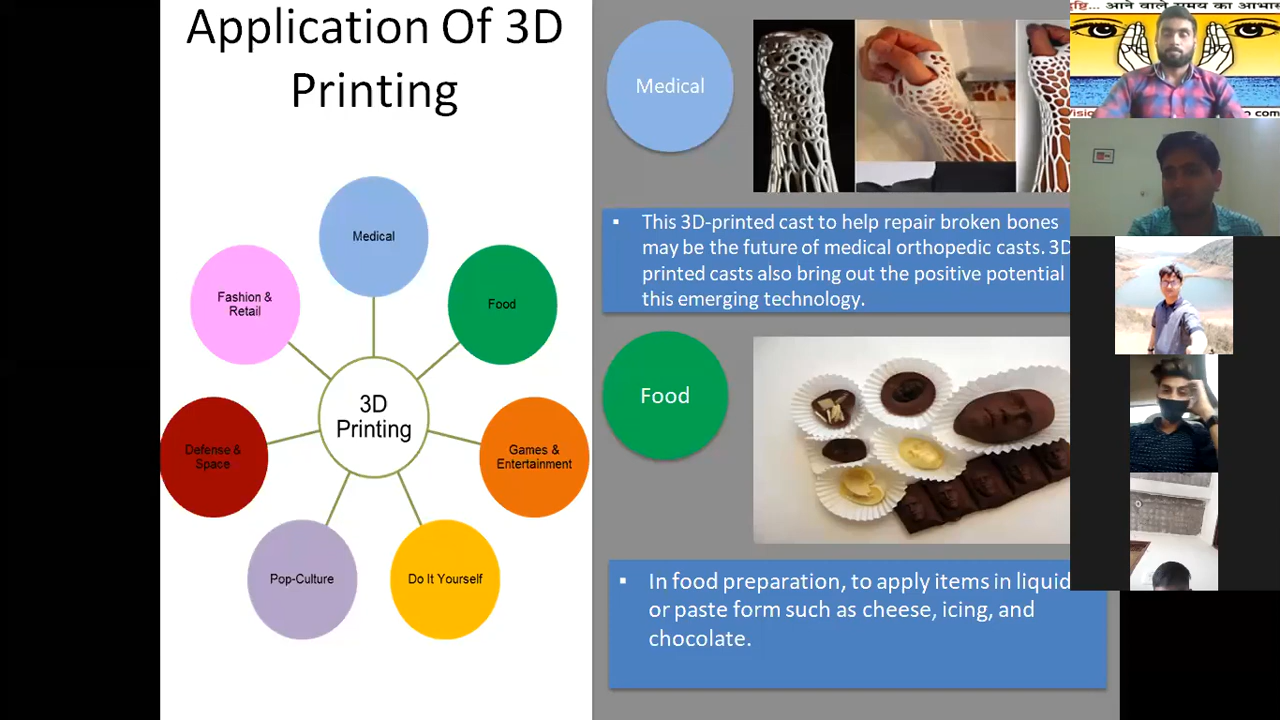 Application Of 3D
Printing
Medical
Food
Games &
Entertainment
Do It Yourself
Pop-Culture
Defense &
Space
Fashion &
Retail
3D
Printing
Medical
▪ This 3D-printed cast to help repair broken bones
may be the future of medical orthopedic casts. 3D
printed casts also bring out the positive potential
this emerging technology.
Food
▪ In food preparation, to apply items in liquid
or paste form such as cheese, icing, and
chocolate.
आने वाले समय का आभास